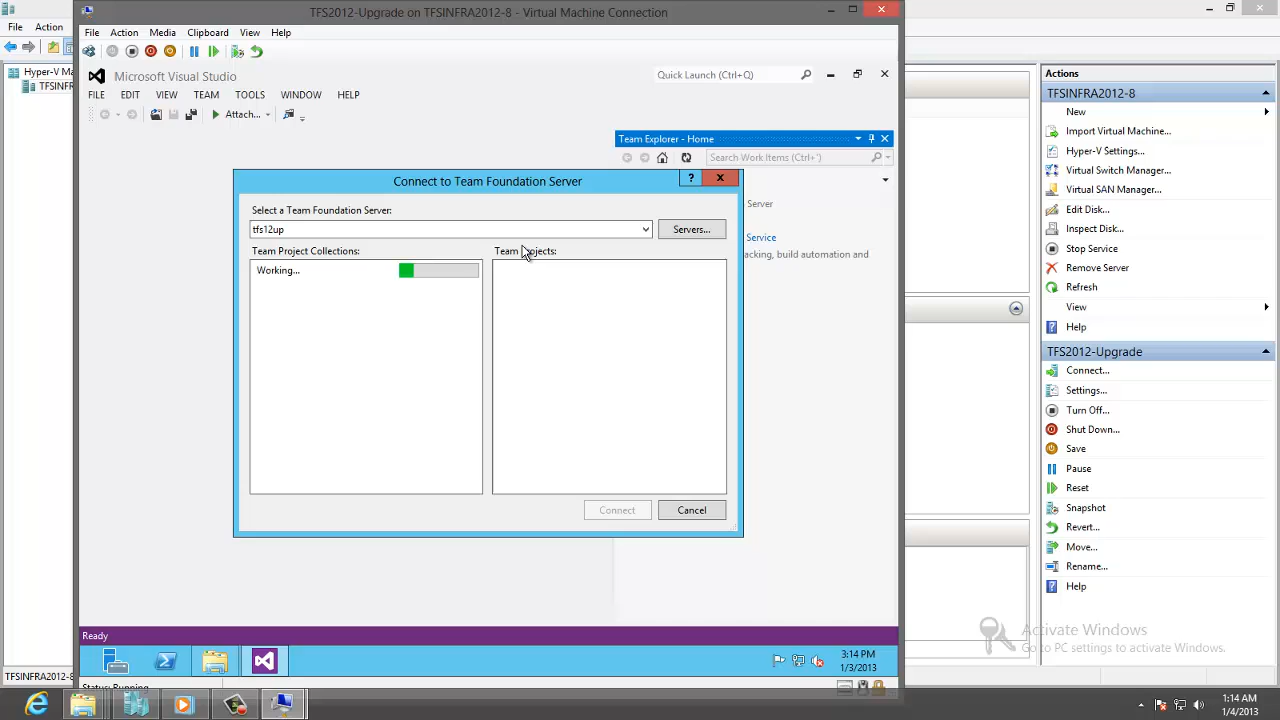 TFS2012-Upgrade on TFSINFRA2012-8 - Virtual Machine Connection
File Action
File Action Media Clipboard View Help
Hyper-V Ma
TFSINFR
Microsoft Visual Studio
Quick Launch (Ctrl+Q)
FILE EDIT VIEW TEAM TOOLS WINDOW HELP
Attach...
Team Explorer - Home
Search Work Items (Ctrl+')
Server
Service
acking, build automation and
Connect to Team Foundation Server
?
Select a Team Foundation Server:
tfs12up
Servers...
Team Project Collections:
Working...
Connect
Cancel
Ready
3:14 PM
1/3/2013
Actions
TFSINFRA2012-8
New
Import Virtual Machine...
Hyper-V Settings...
Virtual Switch Manager...
Virtual SAN Manager...
Edit Disk...
Inspect Disk...
Stop Service
Remove Server
Refresh
View
Help
TFS2012-Upgrade
Connect...
Settings...
Turn Off...
Shut Down...
Save
Pause
Reset
Snapshot
Revert...
Move...
Rename...
Help
Activate Windows
Go to PC settings to activate Windows.
TFSINFRA2012-8
1:14 AM
1/4/2013